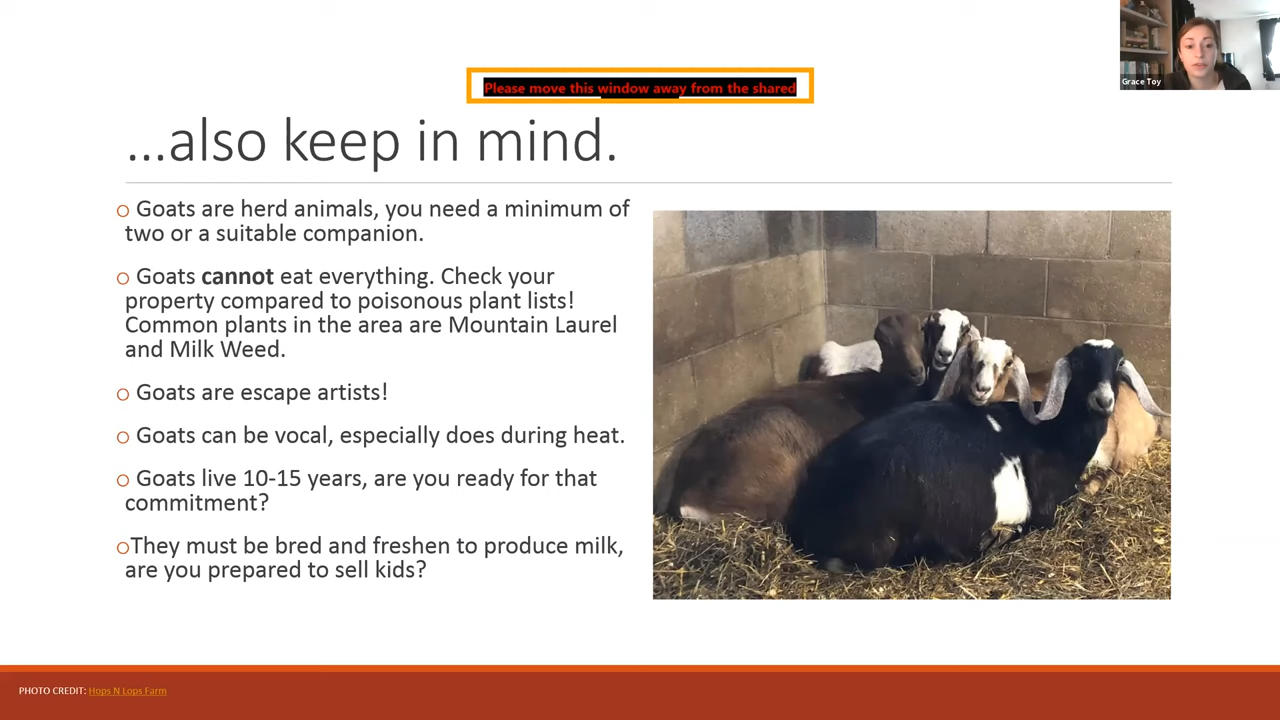 Grace Toy
Please move this window away from the shared
...also keep in mind.
o Goats are herd animals, you need a minimum of
two or a suitable companion.
o Goats cannot eat everything. Check your
property compared to poisonous plant lists!
Common plants in the area are Mountain Laurel
and Milk Weed.
o Goats are escape artists!
o Goats can be vocal, especially does during heat.
o Goats live 10-15 years, are you ready for that
commitment?
oThey must be bred and freshen to produce milk,
are you prepared to sell kids?
PHOTO CREDIT: Hops N Lops Farm